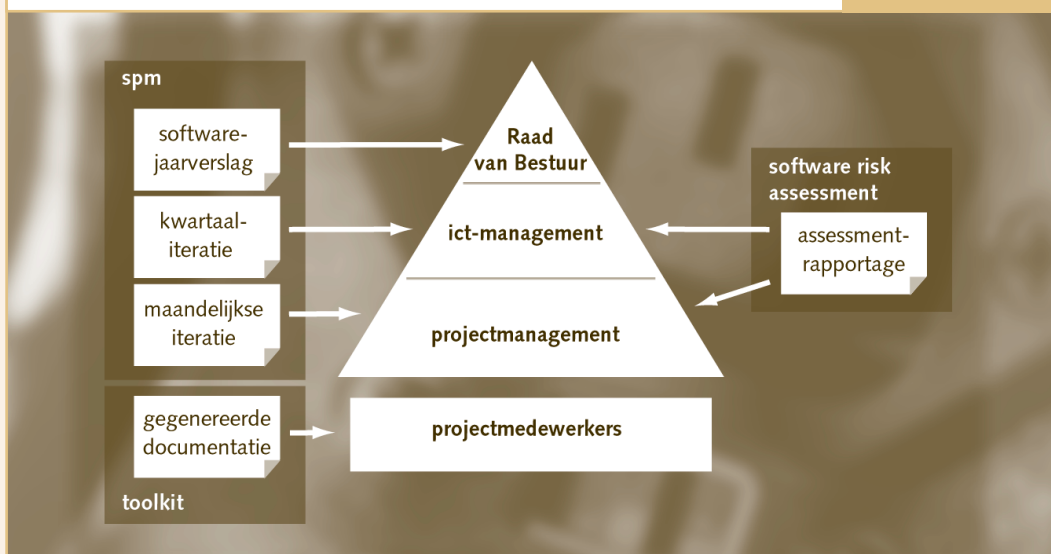 spm
software-
jaarverslag
kwartaal-
iteratie
maandelijkse
iteratie
gegenereerde
documentatie
toolkit
Raad
van Bestuur
ict-management
projectmanagement
projectmedewerkers
software risk
assessment
assessment-
rapportage